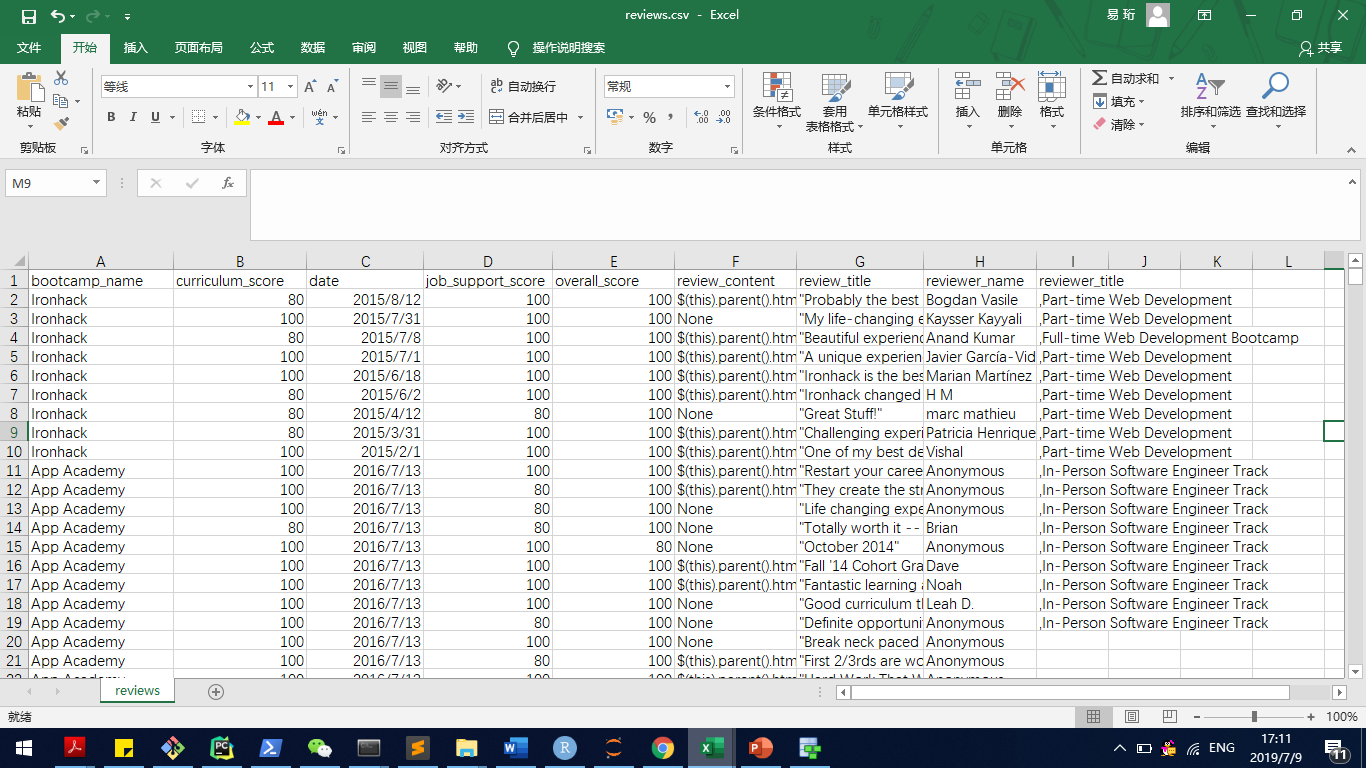 reviews.csv - Excel
易 珩
文件 开始 插入 页面布局 公式 数据 审阅 视图 帮助 操作说明搜索 共享
粘贴 等线 11 自动换行 常规 条件格式 套用 表格格式 单元格样式 插入 删除 格式 自动求和 填充 清除 排序和筛选 查找和选择
B I U wén 文 合并后居中 % ,
剪贴板 字体 对齐方式 数字 样式 单元格 编辑
M9 fx
A B C D E F G H I J K L
1 bootcamp_name curriculum_score date job_support_score overall_score review_content review_title reviewer_name reviewer_title
2 Ironhack 80 2015/8/12 100 100 $(this).parent().htm "Probably the best Bogdan Vasile ,Part-time Web Development
3 Ironhack 100 2015/7/31 100 100 None "My life-changing e Kaysser Kayyali ,Part-time Web Development
4 Ironhack 80 2015/7/8 100 100 $(this).parent().htm "Beautiful experienc Anand Kumar ,Full-time Web Development Bootcamp
5 Ironhack 100 2015/7/1 100 100 $(this).parent().htm "A unique experien Javier García-Vid ,Part-time Web Development
6 Ironhack 100 2015/6/18 100 100 $(this).parent().htm "Ironhack is the bes Marian Martínez ,Part-time Web Development
7 Ironhack 80 2015/6/2 100 100 $(this).parent().htm "Ironhack changed H M ,Part-time Web Development
8 Ironhack 80 2015/4/12 80 100 None "Great Stuff!" marc mathieu ,Part-time Web Development
9 Ironhack 80 2015/3/31 100 100 $(this).parent().htm "Challenging experi Patricia Henrique ,Part-time Web Development
10 Ironhack 100 2015/2/1 100 100 $(this).parent().htm "One of my best de Vishal ,Part-time Web Development
11 App Academy 100 2016/7/13 100 100 $(this).parent().htm "Restart your caree Anonymous ,In-Person Software Engineer Track
12 App Academy 100 2016/7/13 80 100 $(this).parent().htm "They create the str Anonymous ,In-Person Software Engineer Track
13 App Academy 100 2016/7/13 80 100 None "Life changing expe Anonymous ,In-Person Software Engineer Track
14 App Academy 80 2016/7/13 80 100 None "Totally worth it -- Brian ,In-Person Software Engineer Track
15 App Academy 100 2016/7/13 100 80 None "October 2014" Anonymous ,In-Person Software Engineer Track
16 App Academy 100 2016/7/13 100 100 $(this).parent().htm "Fall '14 Cohort Gra Dave ,In-Person Software Engineer Track
17 App Academy 100 2016/7/13 100 100 $(this).parent().htm "Fantastic learning a Noah ,In-Person Software Engineer Track
18 App Academy 100 2016/7/13 100 100 None "Good curriculum th Leah D. ,In-Person Software Engineer Track
19 App Academy 100 2016/7/13 80 100 None "Definite opportuni Anonymous ,In-Person Software Engineer Track
20 App Academy 100 2016/7/13 100 100 None "Break neck paced Anonymous
21 App Academy 100 2016/7/13 80 100 $(this).parent().htm "First 2/3rds are wo Anonymous
reviews
就绪 100%
ENG 17:11
2019/7/9 11